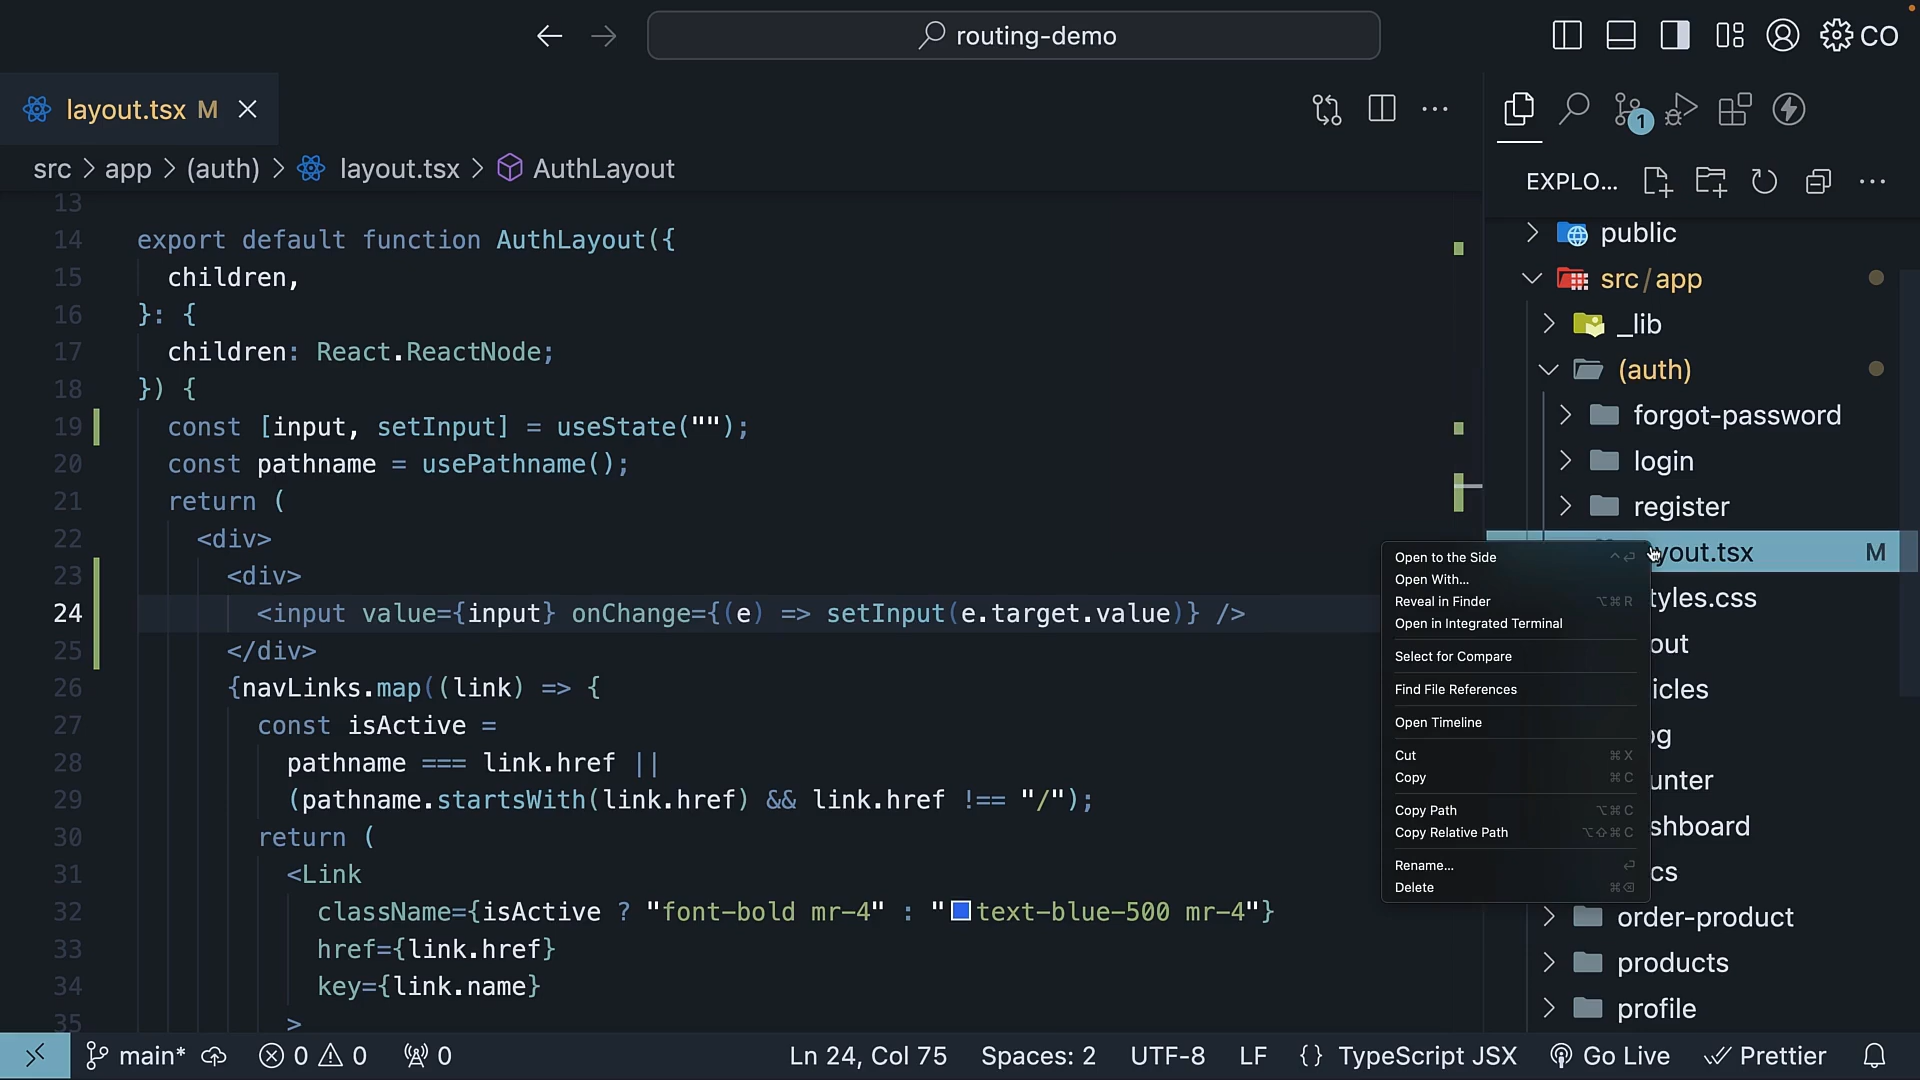 routing-demo
CO
layout.tsx M
src > app > (auth) > layout.tsx > AuthLayout
13
14 export default function AuthLayout({
15 children,
16 }: {
17 children: React.ReactNode;
18 }) {
19 const [input, setInput] = useState("");
20 const pathname = usePathname();
21 return (
22 <div>
23 <div>
24 <input value={input} onChange={(e) => setInput(e.target.value)} />
25 </div>
26 {navLinks.map((link) => {
27 const isActive =
28 pathname === link.href ||
29 (pathname.startsWith(link.href) && link.href !== "/");
30 return (
31 <Link
32 className={isActive ? "font-bold mr-4" : "text-blue-500 mr-4"}
33 href={link.href}
34 key={link.name}
35 >
1
EXPLO...
public
src/app
_lib
(auth)
forgot-password
login
register
yout.tsx M
tyles.css
out
icles
og
unter
shboard
cs
order-product
products
profile
Open to the Side ^⏎
Open With...
Reveal in Finder ⌥⌘R
Open in Integrated Terminal
Select for Compare
Find File References
Open Timeline
Cut ⌘X
Copy ⌘C
Copy Path ⌥⌘C
Copy Relative Path ⌥⇧⌘C
Rename... ⏎
Delete ⌘⌫
main* 0 0 0 Ln 24, Col 75 Spaces: 2 UTF-8 LF {} TypeScript JSX Go Live Prettier